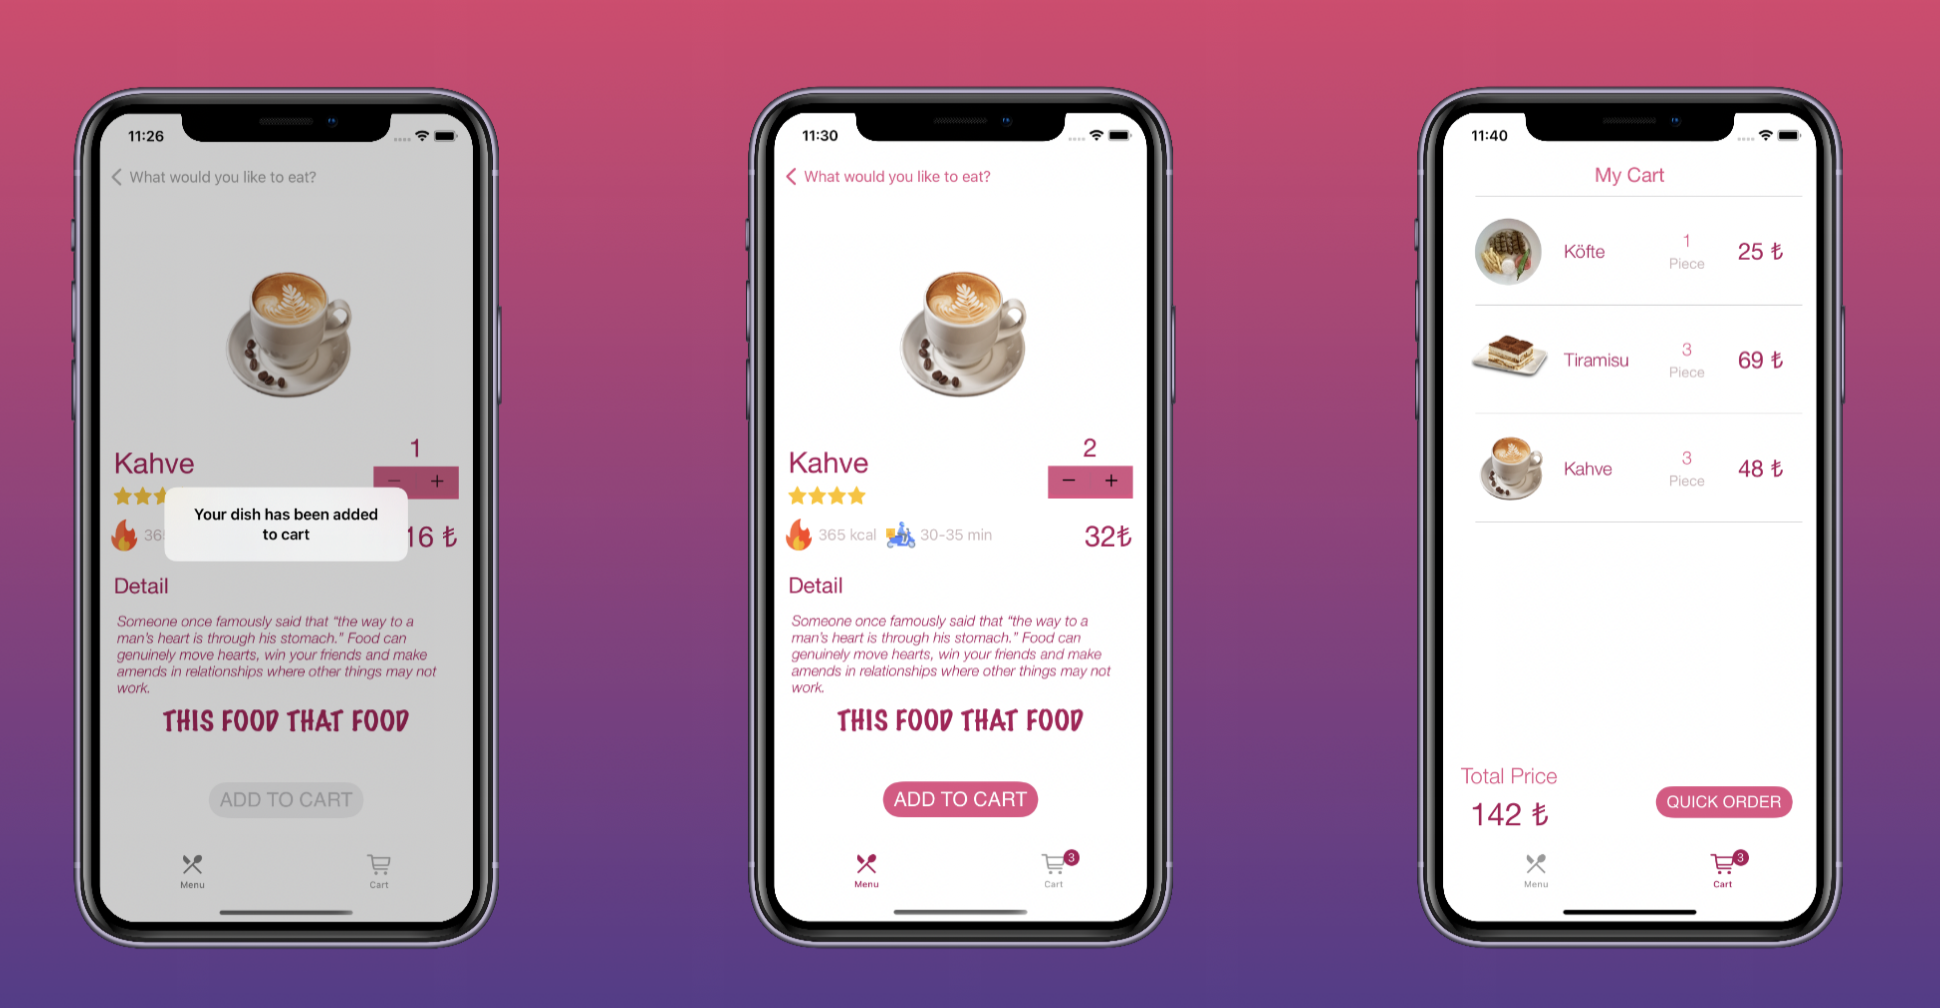 11:26
What would you like to eat?
Kahve
1
− +
Your dish has been added
to cart
16 ₺
Detail
Someone once famously said that "the way to a
man's heart is through his stomach." Food can
genuinely move hearts, win your friends and make
amends in relationships where other things may not
work.
THIS FOOD THAT FOOD
ADD TO CART
Menu
Cart
11:30
What would you like to eat?
Kahve
2
− +
365 kcal
30-35 min
32₺
Detail
Someone once famously said that "the way to a
man's heart is through his stomach." Food can
genuinely move hearts, win your friends and make
amends in relationships where other things may not
work.
THIS FOOD THAT FOOD
ADD TO CART
3
Menu
Cart
11:40
My Cart
Köfte
1
Piece
25 ₺
Tiramisu
3
Piece
69 ₺
Kahve
3
Piece
48 ₺
Total Price
142 ₺
QUICK ORDER
3
Menu
Cart